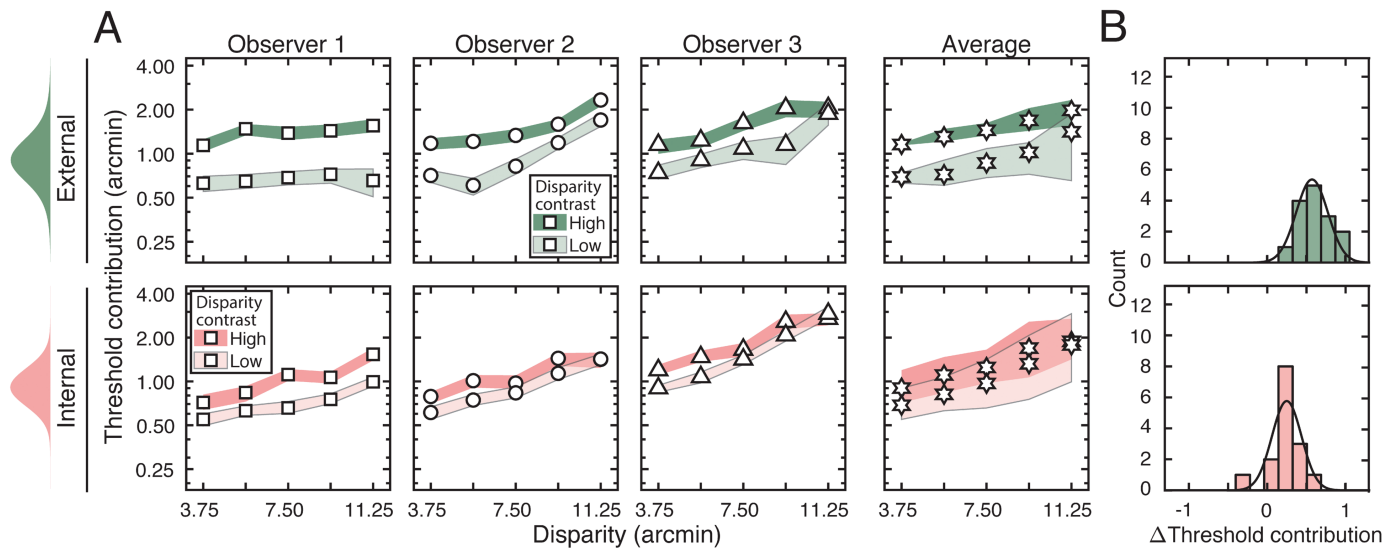 A
B
Observer 1
Observer 2
Observer 3
Average
External
Internal
Threshold contribution (arcmin)
4.00
2.00
1.00
0.50
0.25
Disparity
contrast
High
Low
12
10
8
6
4
2
0
Count
4.00
2.00
1.00
0.50
0.25
Disparity
contrast
High
Low
12
10
8
6
4
2
0
3.75 7.50 11.25
3.75 7.50 11.25
3.75 7.50 11.25
3.75 7.50 11.25
-1 0 1
Disparity (arcmin)
Δ Threshold contribution